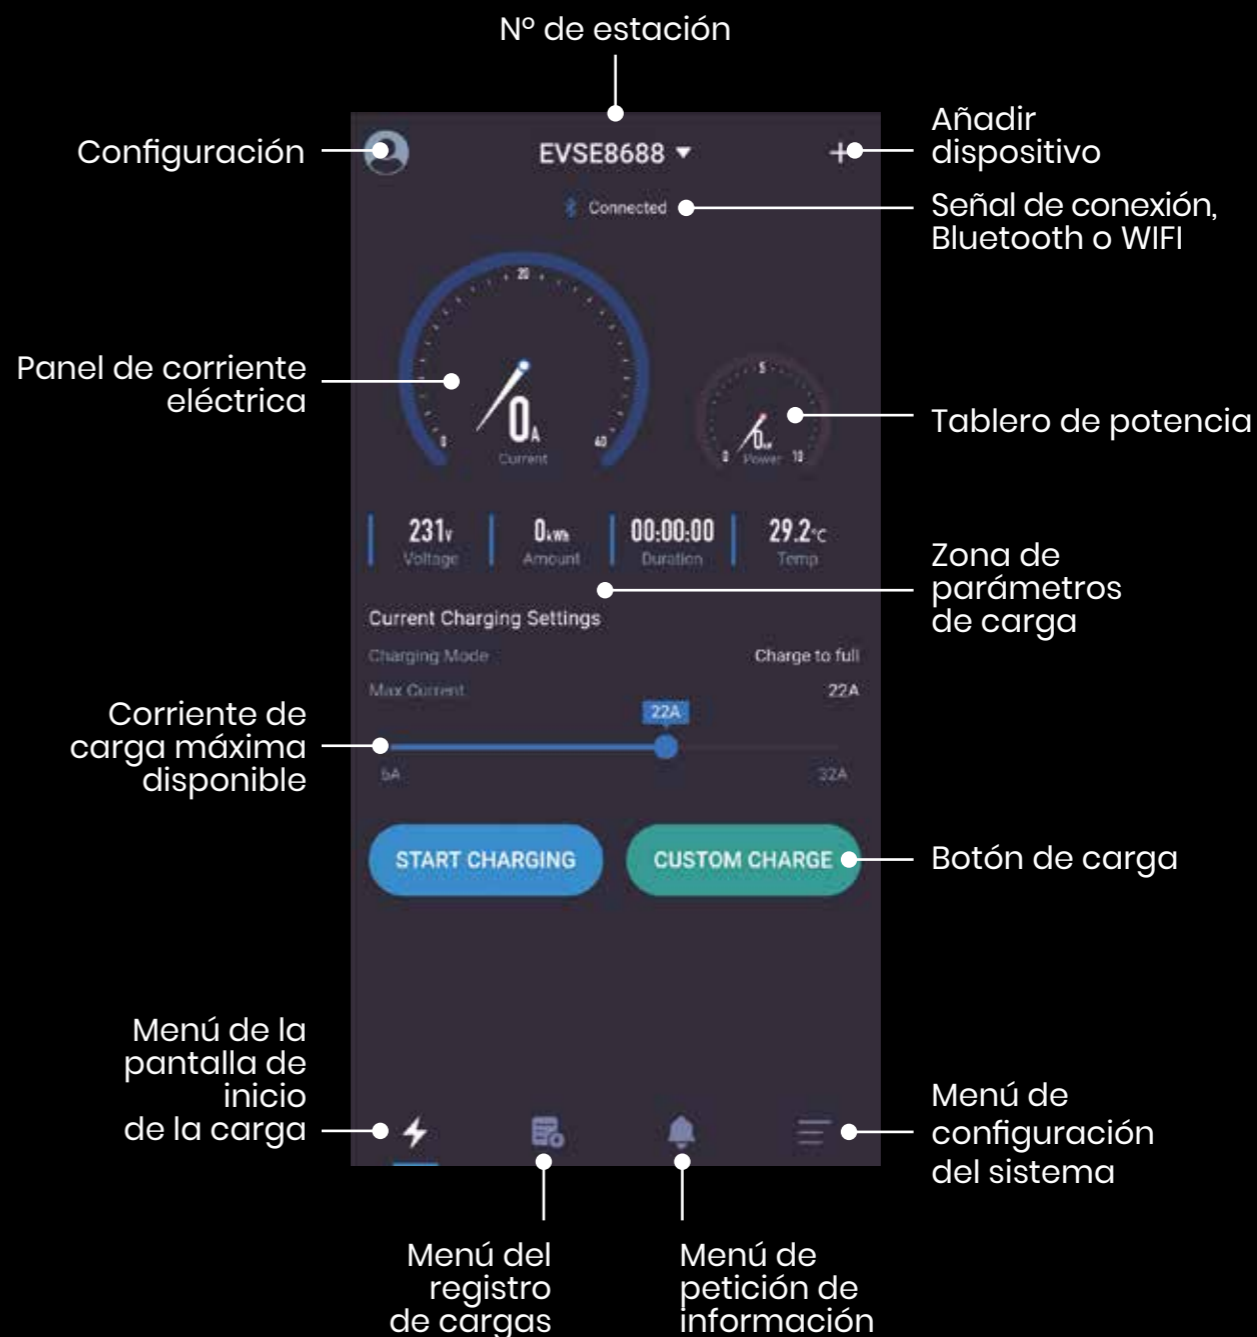 Nº de estación
Configuración
EVSE8688
Añadir
dispositivo
Connected
Señal de conexión,
Bluetooth o WIFI
20
Panel de corriente
eléctrica
0
0A
40
Current
5
0kW
0
10
Power
Tablero de potencia
231V
Voltage
0kWh
Amount
00:00:00
Duration
29.2°C
Temp
Zona de
parámetros
de carga
Current Charging Settings
Charging Mode
Charge to full
Max Current
22A
22A
Corriente de
carga máxima
disponible
32A
START CHARGING
CUSTOM CHARGE
Botón de carga
Menú de la
pantalla de
inicio
de la carga
Menú de
configuración
del sistema
Menú del
registro
de cargas
Menú de
petición de
información